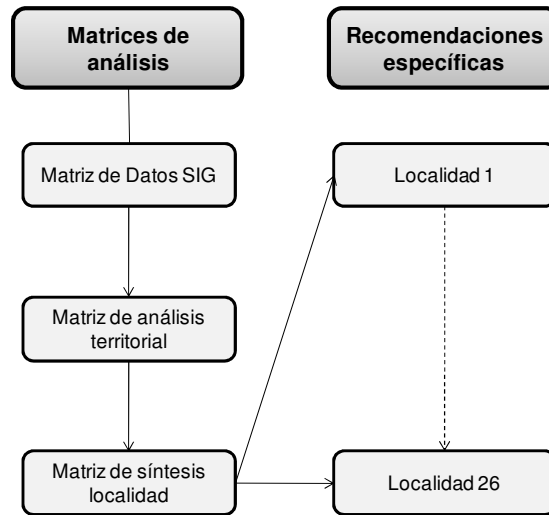 Matrices de
análisis
Recomendaciones
específicas
Matriz de Datos SIG
Localidad 1
Matriz de análisis
territorial
Matriz de síntesis
localidad
Localidad 26